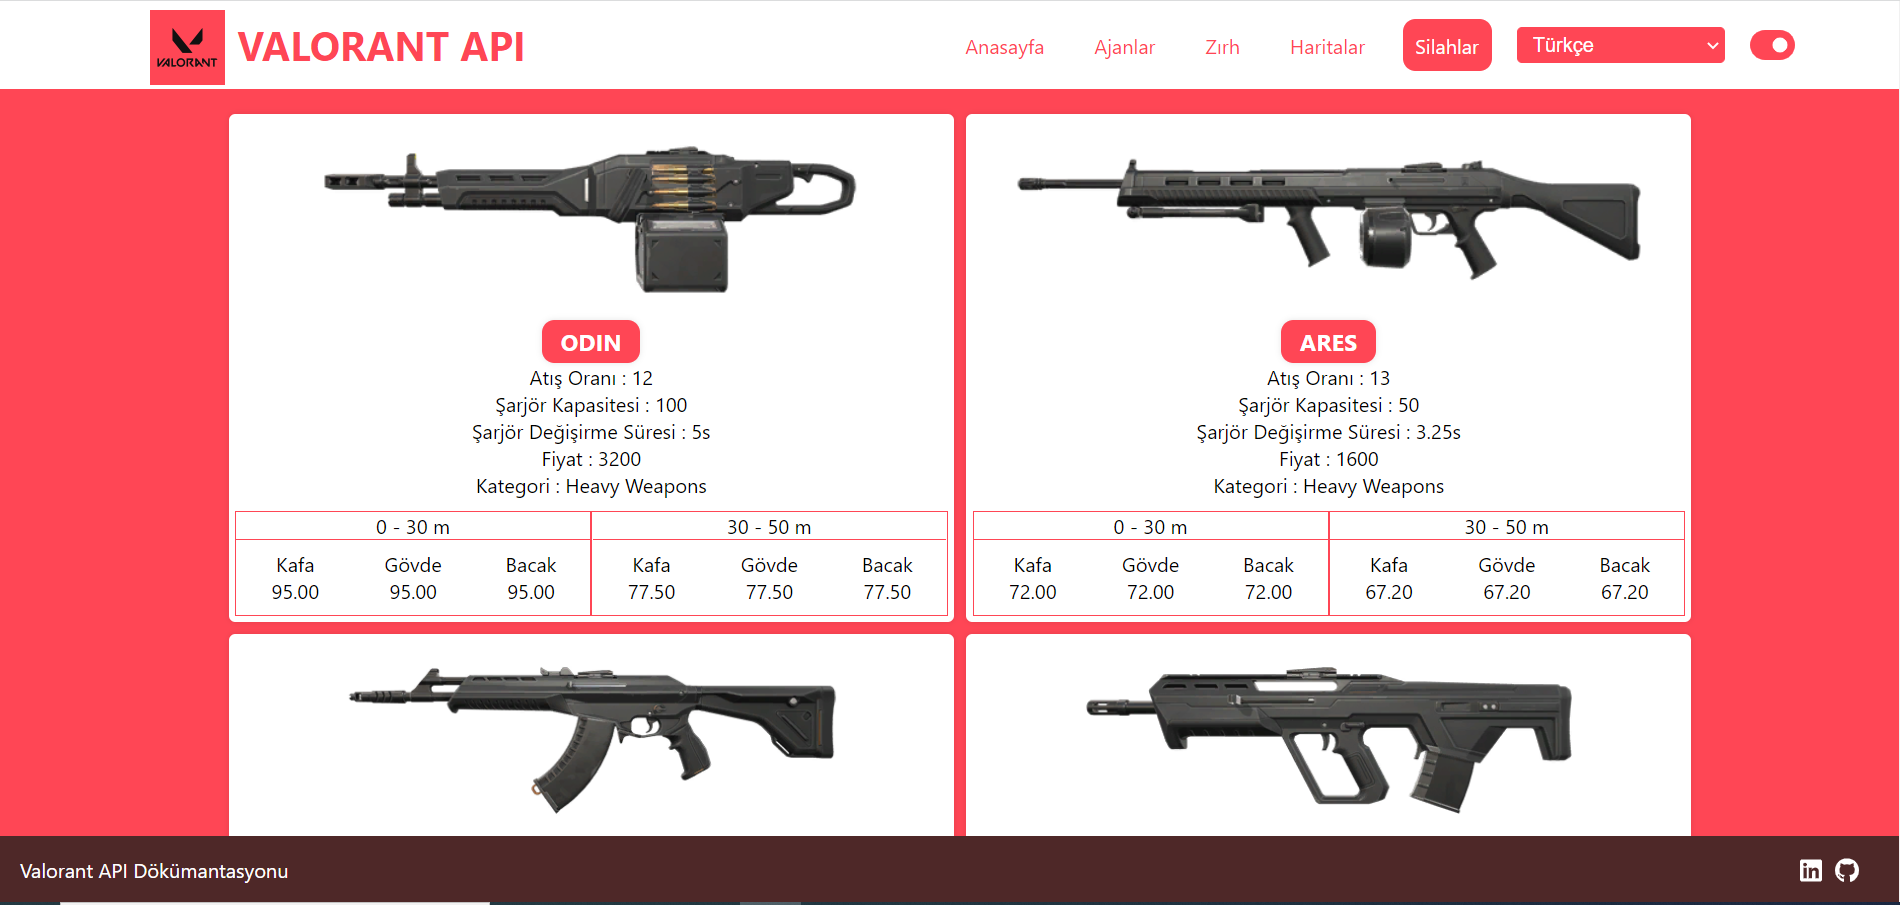 VALORANT
VALORANT API
Anasayfa
Ajanlar
Zırh
Haritalar
Silahlar
Türkçe
ODIN
Atış Oranı : 12
Şarjör Kapasitesi : 100
Şarjör Değişirme Süresi : 5s
Fiyat : 3200
Kategori : Heavy Weapons
0 - 30 m
30 - 50 m
Kafa Gövde Bacak Kafa Gövde Bacak
95.00 95.00 95.00 77.50 77.50 77.50
ARES
Atış Oranı : 13
Şarjör Kapasitesi : 50
Şarjör Değişirme Süresi : 3.25s
Fiyat : 1600
Kategori : Heavy Weapons
0 - 30 m
30 - 50 m
Kafa Gövde Bacak Kafa Gövde Bacak
72.00 72.00 72.00 67.20 67.20 67.20
Valorant API Dökümantasyonu
in